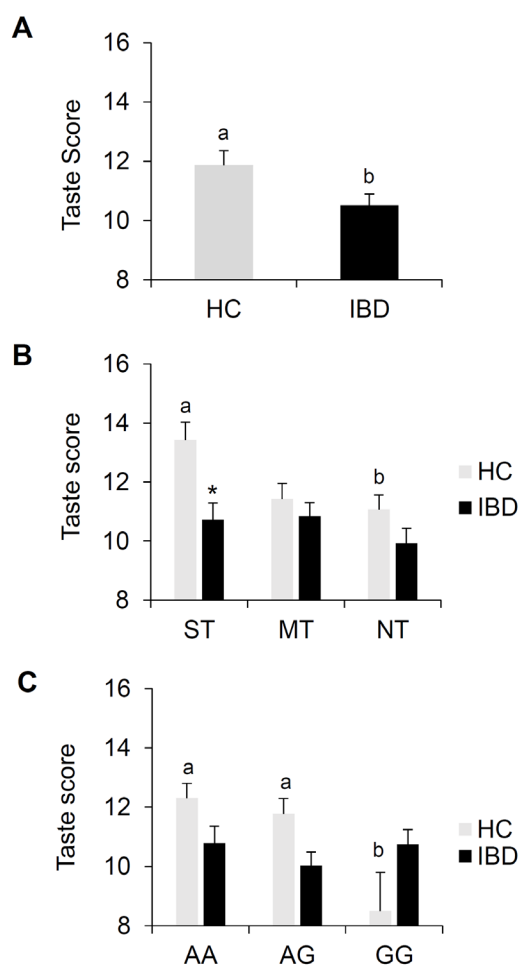 A
16
14
12
10
8
Taste Score
a
b
HC
IBD
B
16
14
12
10
8
Taste score
a
*
b
HC
IBD
ST
MT
NT
C
16
14
12
10
8
Taste score
a
a
b
HC
IBD
AA
AG
GG